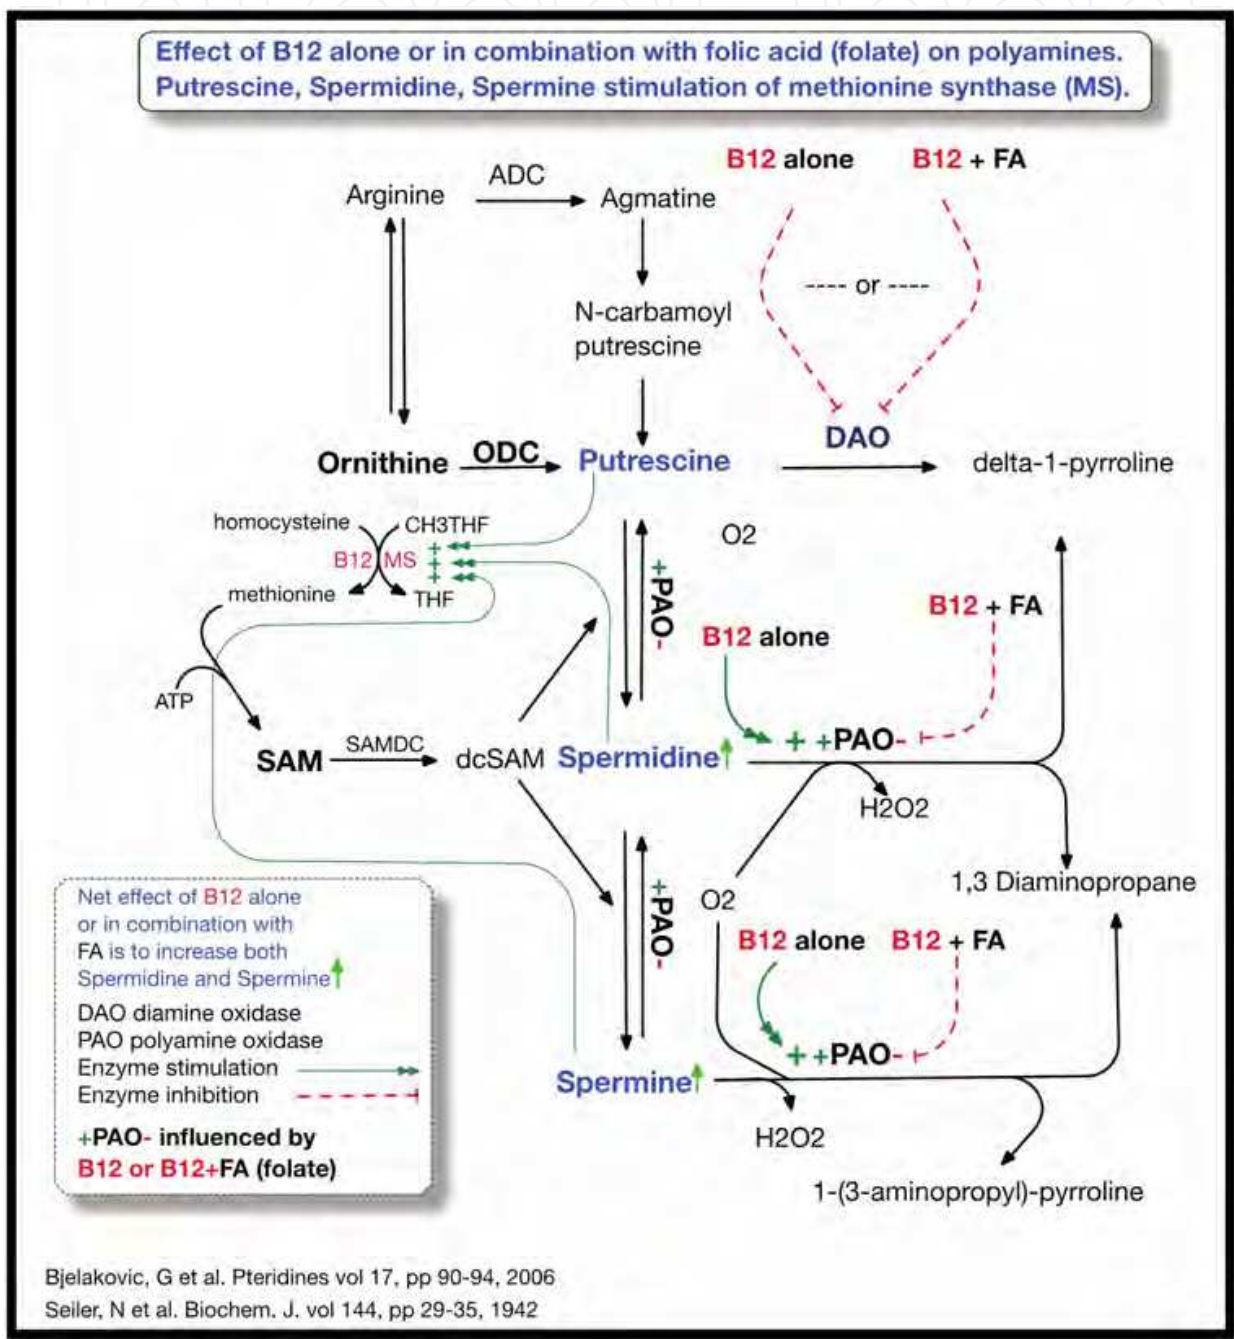 Effect of B12 alone or in combination with folic acid (folate) on polyamines.
Putrescine, Spermidine, Spermine stimulation of methionine synthase (MS).
B12 alone
B12 + FA
Arginine
ADC
Agmatine
---- or ----
N-carbamoyl
putrescine
DAO
Ornithine
ODC
Putrescine
delta-1-pyrroline
homocysteine
CH3THF
B12
MS
+
+
+
methionine
THF
O2
+PAO-
B12 alone
B12 + FA
ATP
SAM
SAMDC
dcSAM
Spermidine
+ +PAO-
H2O2
+PAO-
O2
1,3 Diaminopropane
B12 alone
B12 + FA
+ +PAO-
Spermine
H2O2
1-(3-aminopropyl)-pyrroline
Net effect of B12 alone
or in combination with
FA is to increase both
Spermidine and Spermine
DAO diamine oxidase
PAO polyamine oxidase
Enzyme stimulation
Enzyme inhibition
+PAO- influenced by
B12 or B12+FA (folate)
Bjelakovic, G et al. Pteridines vol 17, pp 90-94, 2006
Seiler, N et al. Biochem. J. vol 144, pp 29-35, 1942